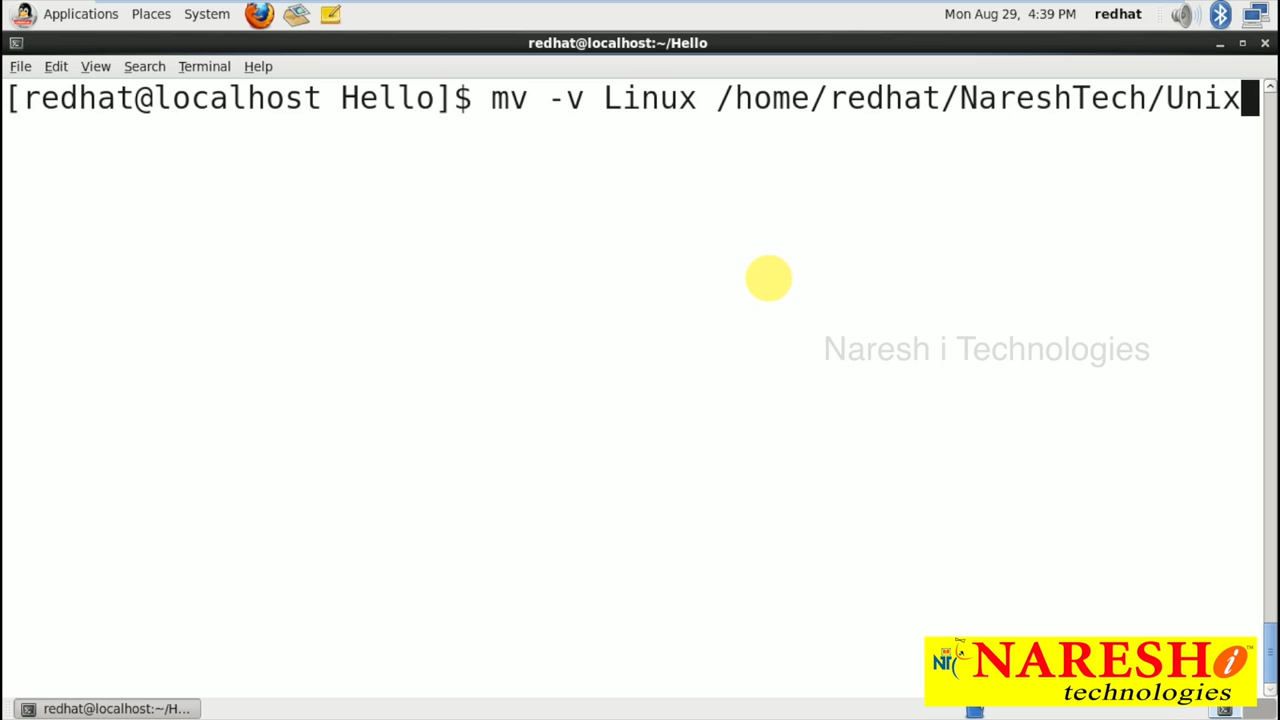 Applications Places System Mon Aug 29, 4:39 PM redhat
redhat@localhost:~/Hello
File Edit View Search Terminal Help
[redhat@localhost Hello]$ mv -v Linux /home/redhat/NareshTech/Unix
Naresh i Technologies
NARESH i
technologies
redhat@localhost:~/H...